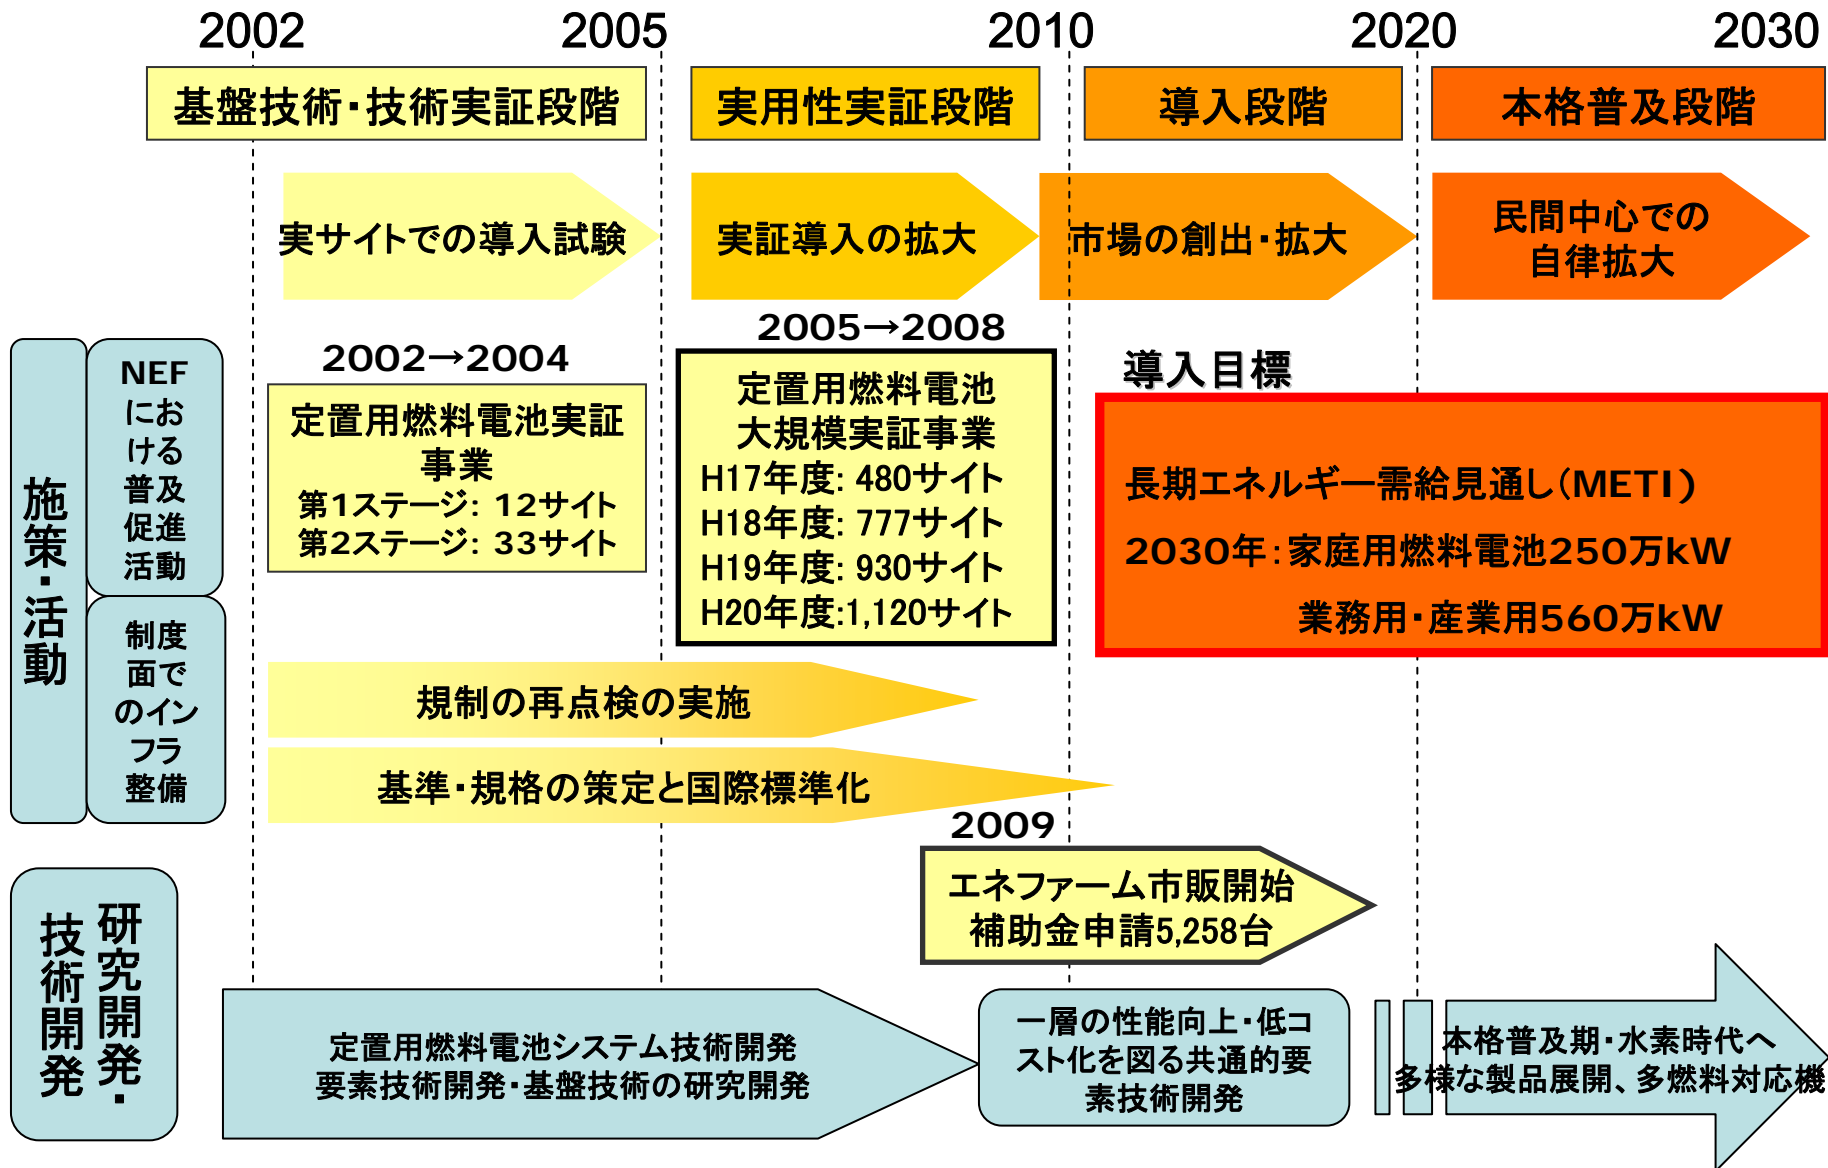 2002
2005
2010
2020
2030
基盤技術・技術実証段階
実用性実証段階
導入段階
本格普及段階
実サイトでの導入試験
実証導入の拡大
市場の創出・拡大
民間中心での
自律拡大
施策・活動
NEF
にお
ける
普及
促進
活動
2002→2004
定置用燃料電池実証
事業
第1ステージ: 12サイト
第2ステージ: 33サイト
2005→2008
定置用燃料電池
大規模実証事業
H17年度: 480サイト
H18年度: 777サイト
H19年度: 930サイト
H20年度:1,120サイト
導入目標
長期エネルギー需給見通し(METI)
2030年:家庭用燃料電池250万kW
業務用・産業用560万kW
制度
面で
のイン
フラ
整備
規制の再点検の実施
基準・規格の策定と国際標準化
2009
エネファーム市販開始
補助金申請5,258台
研究開発・
技術開発
定置用燃料電池システム技術開発
要素技術開発・基盤技術の研究開発
一層の性能向上・低コ
スト化を図る共通的要
素技術開発
本格普及期・水素時代へ
多様な製品展開、多燃料対応機